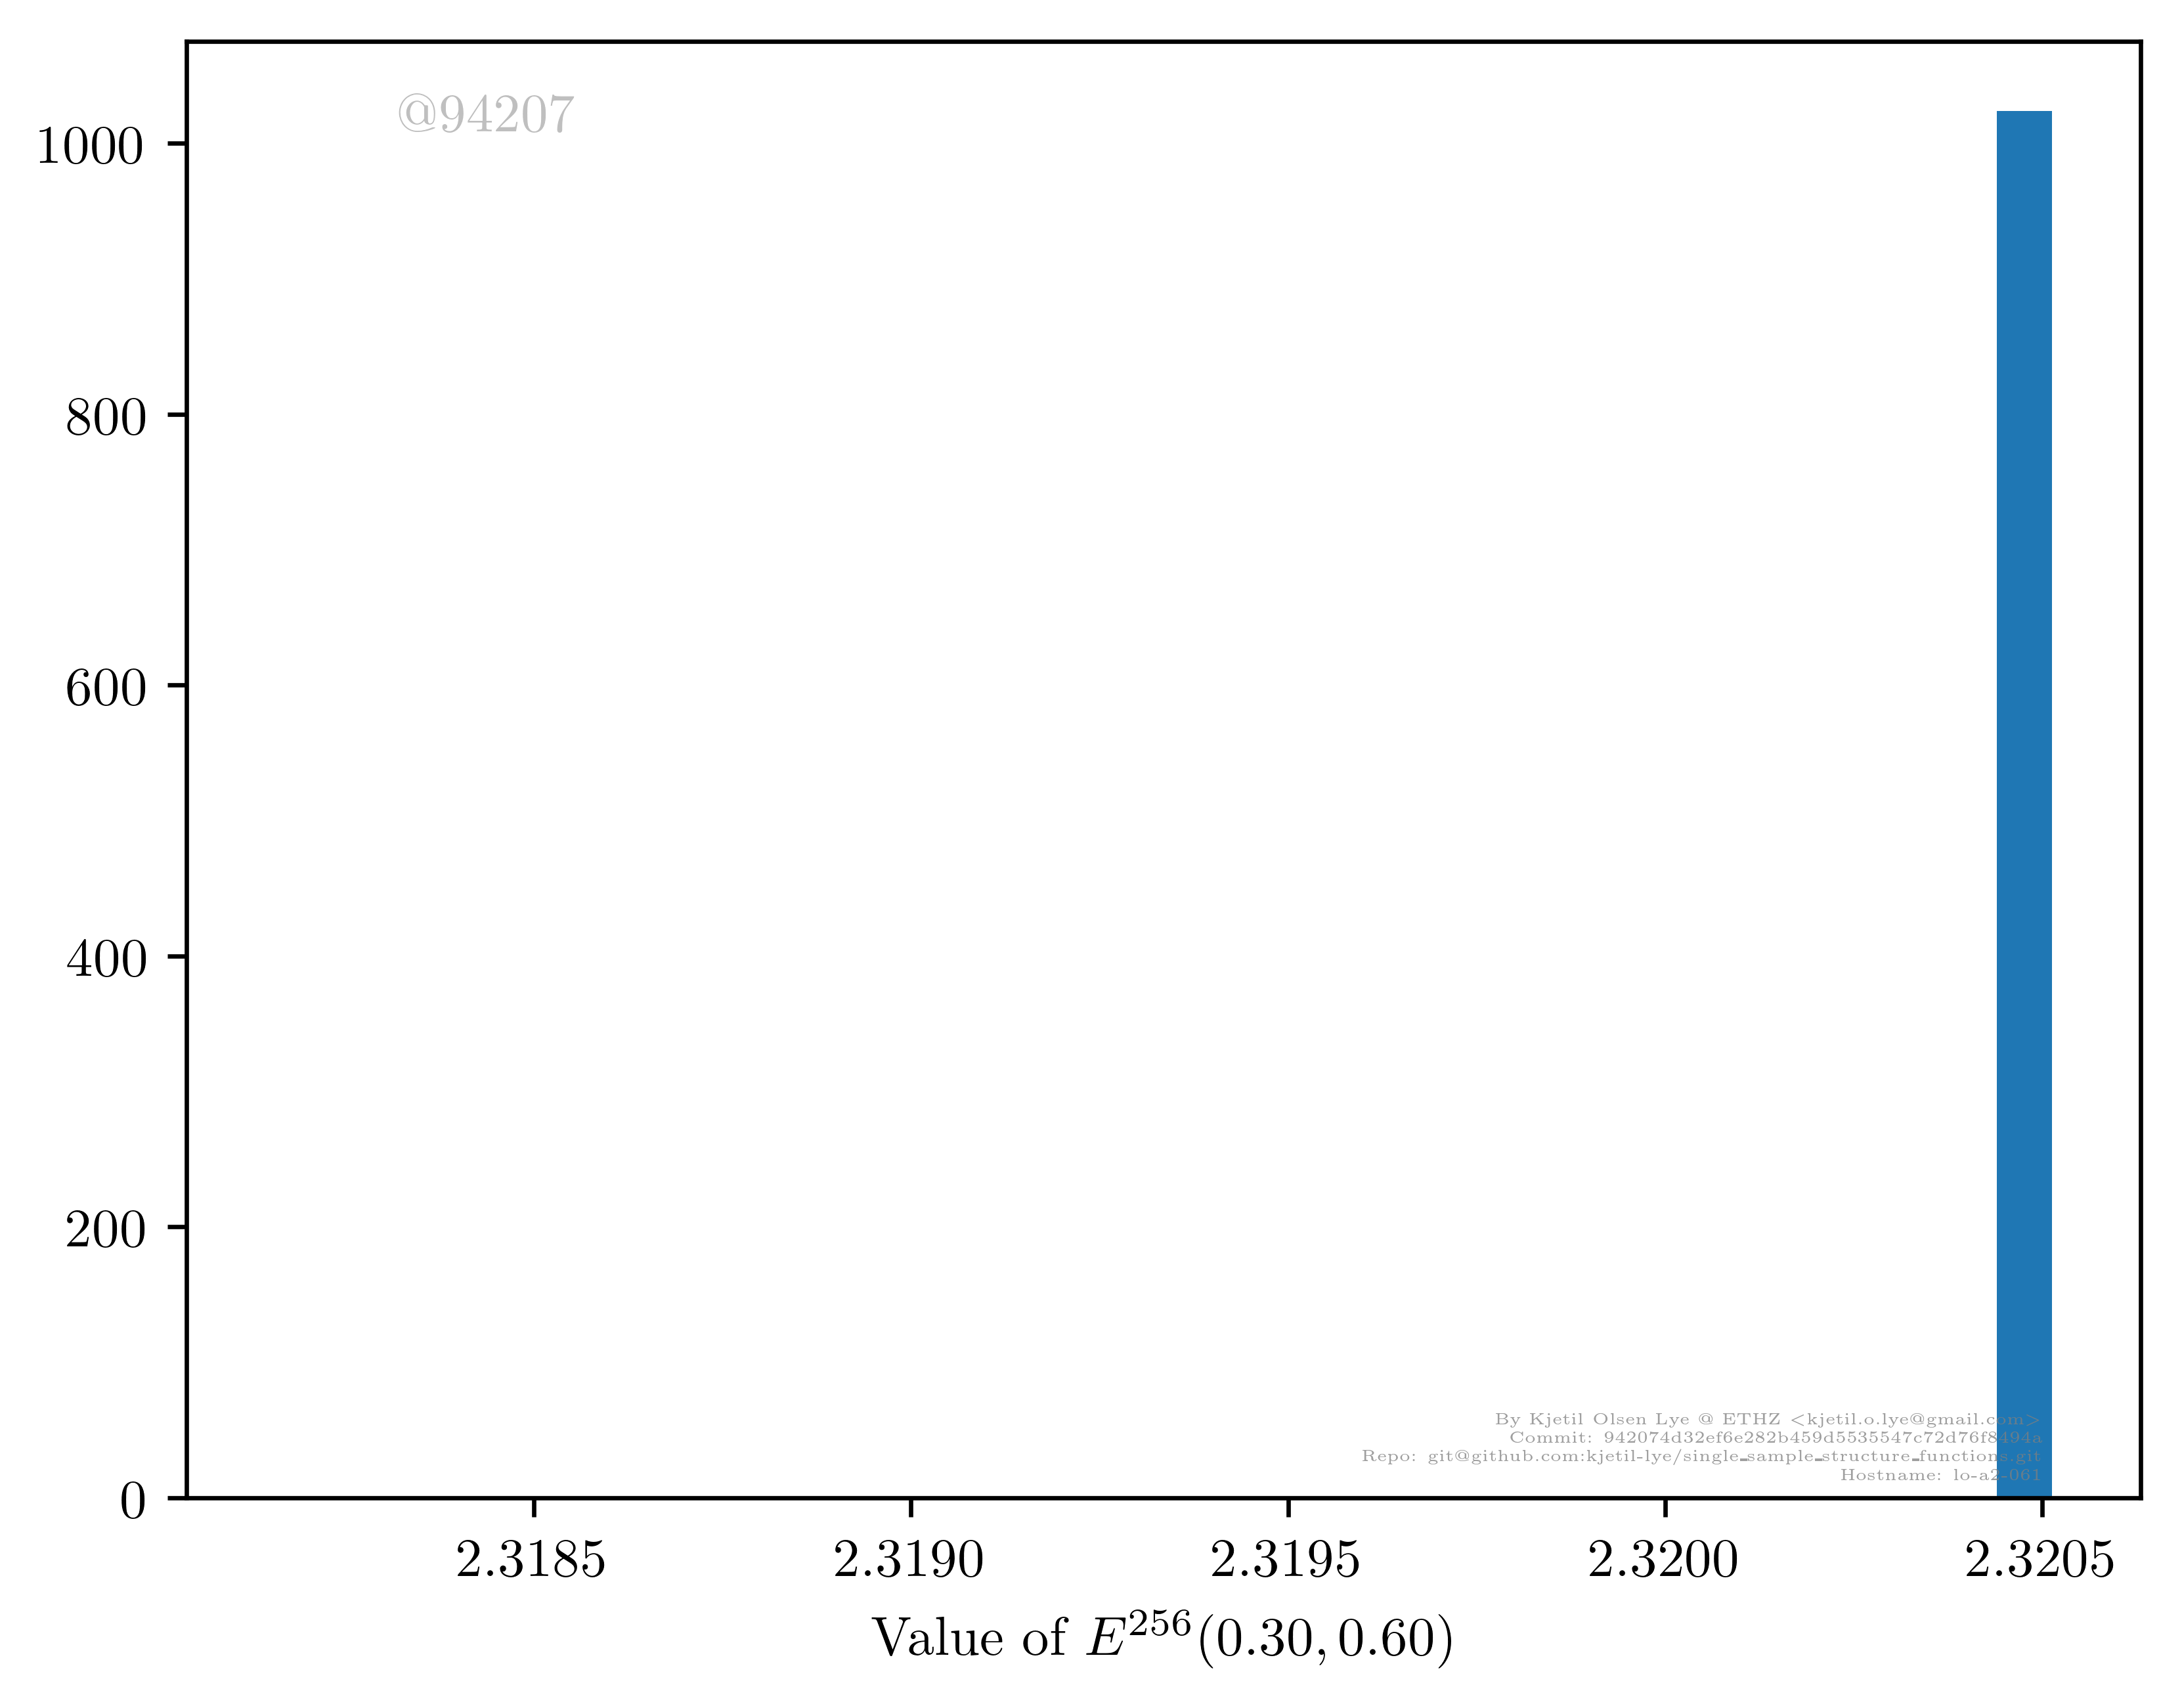 @94207
1000
800
600
400
200
0
By Kjetil Olsen Lye @ ETHZ <kjetil.o.lye@gmail.com>
Commit: 942074d32ef6e282b459d5535547c72d76f8494a
Repo: git@github.com:kjetil-lye/single_sample_structure_functions.git
Hostname: lo-a2-061
2.3185 2.3190 2.3195 2.3200 2.3205
Value of E^256(0.30, 0.60)